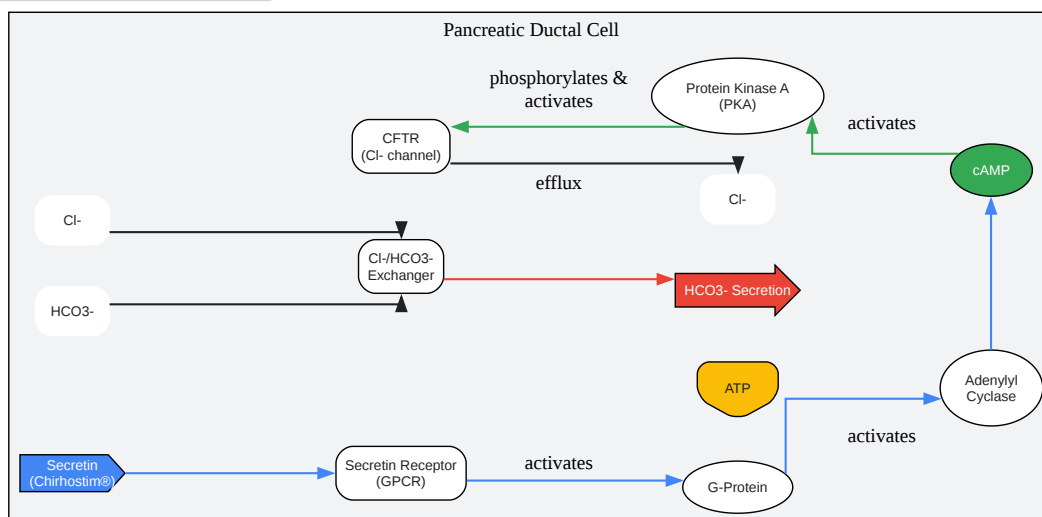 Pancreatic Ductal Cell
phosphorylates &
activates
Protein Kinase A
(PKA)
activates
CFTR
(Cl- channel)
efflux
cAMP
Cl-
Cl-
Cl-/HCO3-
Exchanger
HCO3- Secretion
HCO3-
ATP
Adenylyl
Cyclase
activates
Secretin
(Chirhostim®)
Secretin Receptor
(GPCR)
activates
G-Protein